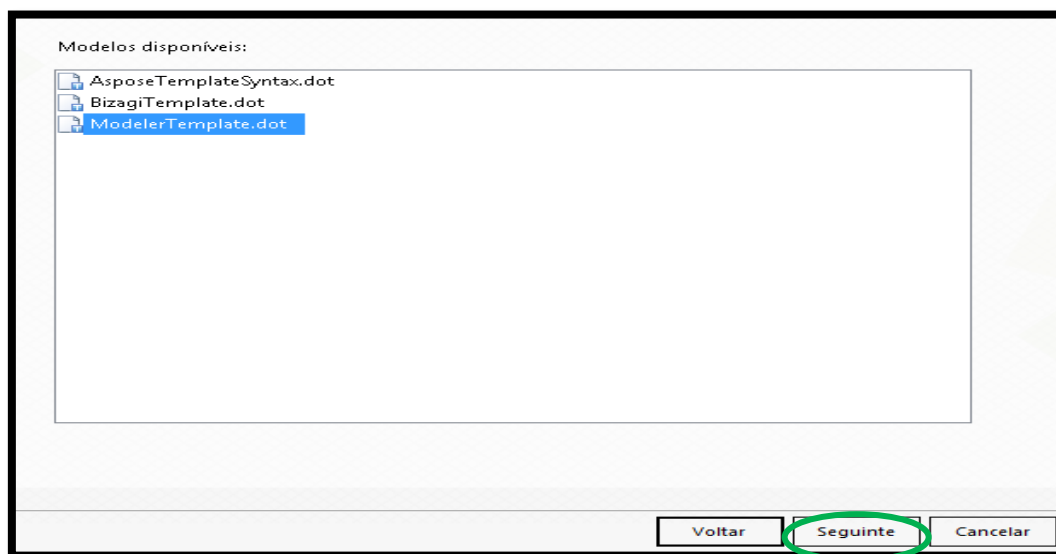 Modelos disponíveis:
AsposeTemplateSyntax.dot
BizagiTemplate.dot
ModelerTemplate.dot
Voltar Seguinte Cancelar